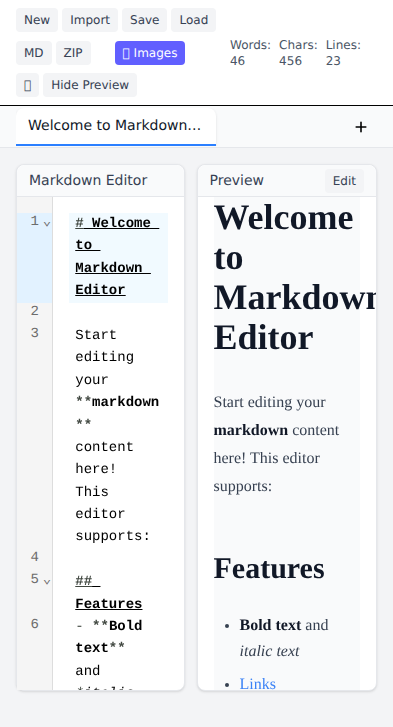 New Import Save Load
MD ZIP Images Words: 46 Chars: 456 Lines: 23
Hide Preview
Welcome to Markdown... +
Markdown Editor
1 # Welcome
to
Markdown
Editor
2
3 Start
editing
your
**markdown
**
content
here!
This
editor
supports:
4
5 ##
Features
6 - **Bold
text**
and
Preview Edit
Welcome
to
Markdown
Editor
Start editing your
markdown content
here! This editor
supports:
Features
• Bold text and
italic text
• Links